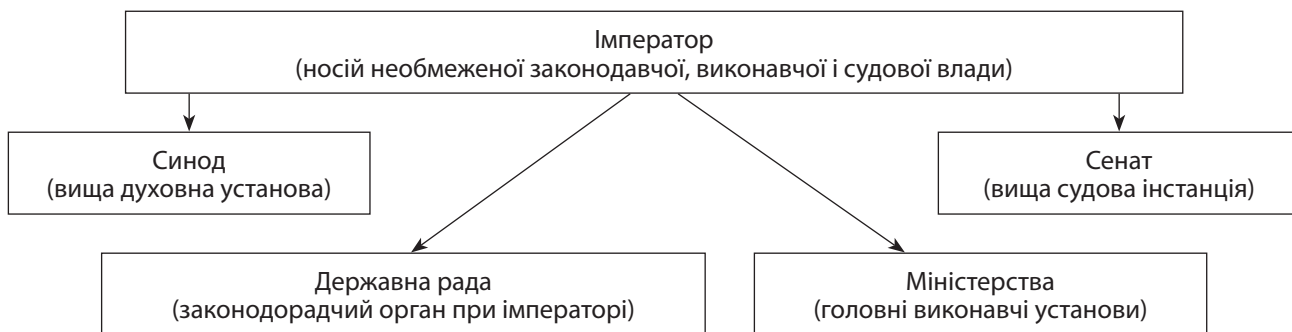 Імператор
(носій необмеженої законодавчої, виконавчої і судової влади)
Синод
(вища духовна установа)
Сенат
(вища судова інстанція)
Державна рада
(законодорадчий орган при імператорі)
Міністерства
(головні виконавчі установи)